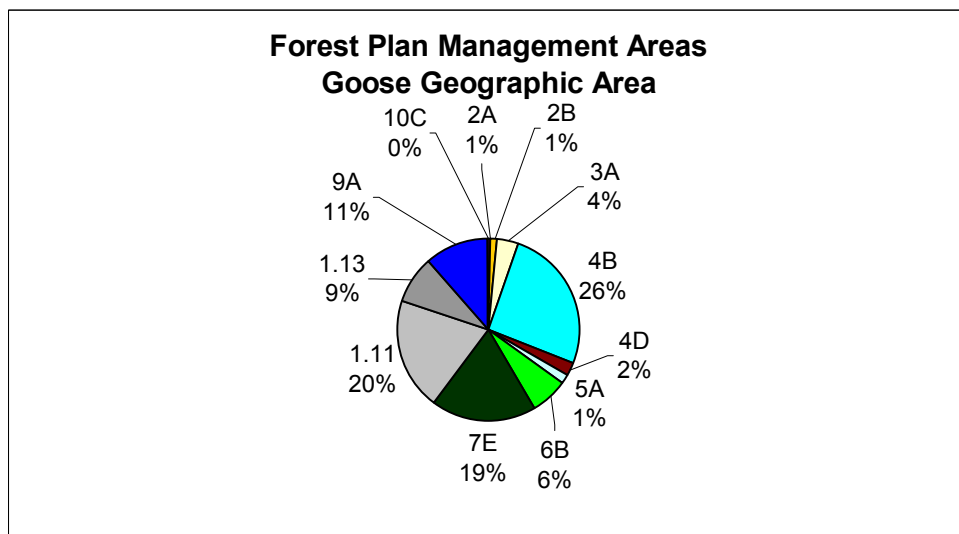 Forest Plan Management Areas
Goose Geographic Area
10C
0%
2A
1%
2B
1%
3A
4%
4B
26%
4D
2%
5A
1%
6B
6%
7E
19%
1.11
20%
1.13
9%
9A
11%